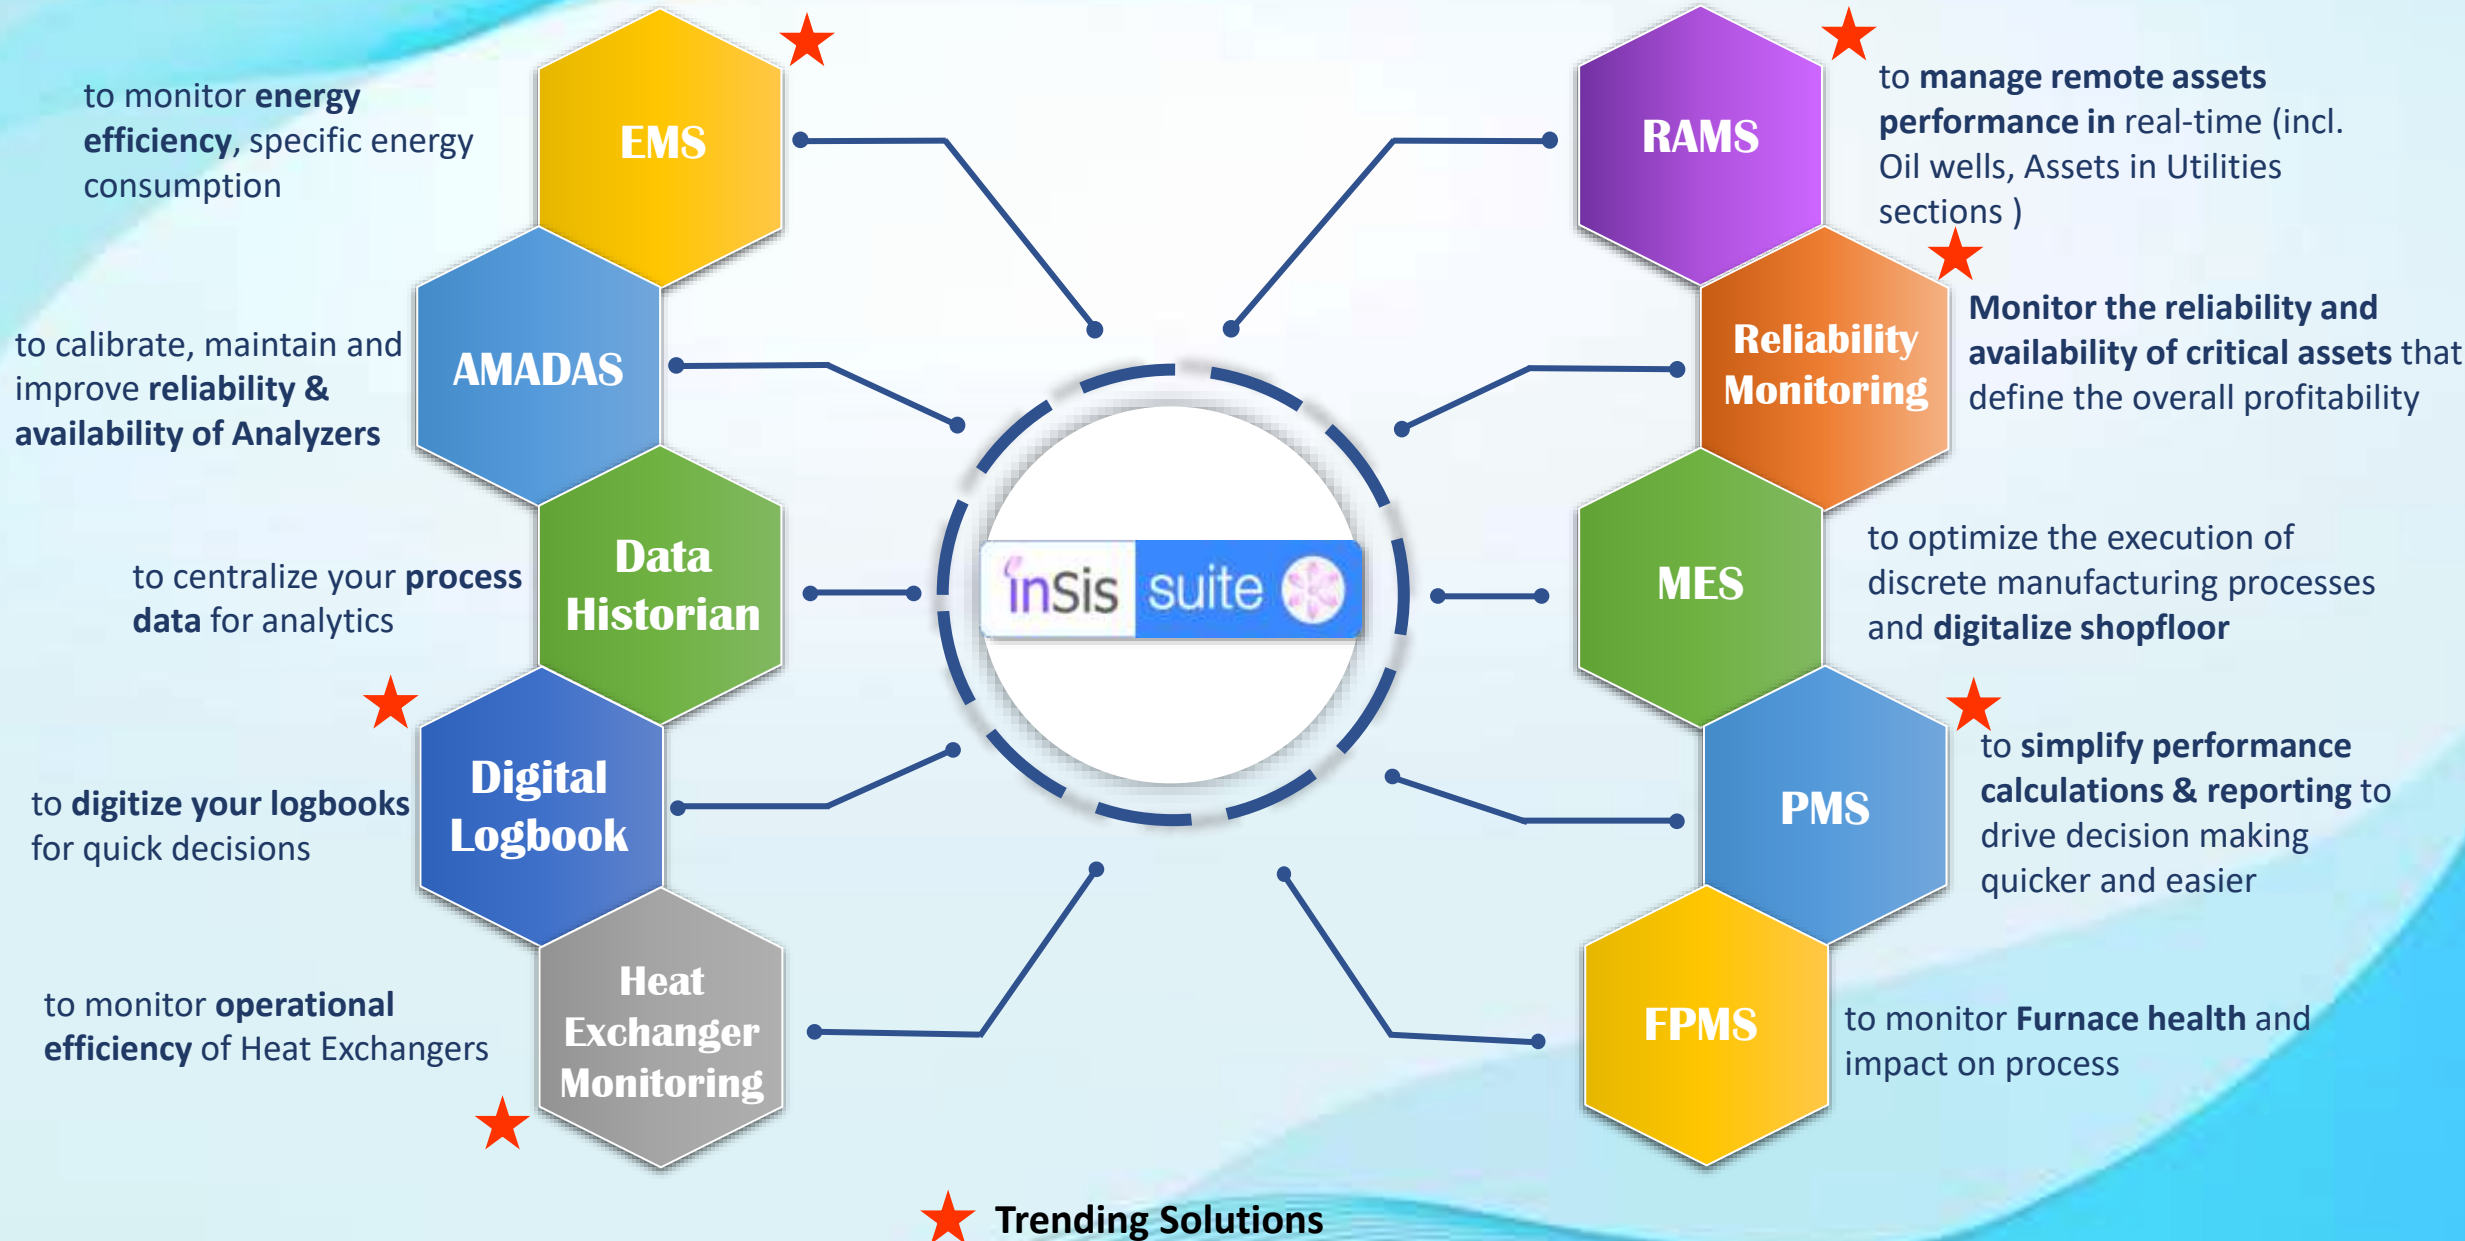 to monitor energy
efficiency, specific energy
consumption
EMS
to calibrate, maintain and
improve reliability &
availability of Analyzers
AMADAS
to centralize your process
data for analytics
Data
Historian
to digitize your logbooks
for quick decisions
Digital
Logbook
to monitor operational
efficiency of Heat Exchangers
Heat
Exchanger
Monitoring
inSis suite
RAMS
to manage remote assets
performance in real-time (incl.
Oil wells, Assets in Utilities
sections )
Reliability
Monitoring
Monitor the reliability and
availability of critical assets that
define the overall profitability
MES
to optimize the execution of
discrete manufacturing processes
and digitalize shopfloor
PMS
to simplify performance
calculations & reporting to
drive decision making
quicker and easier
FPMS
to monitor Furnace health and
impact on process
Trending Solutions